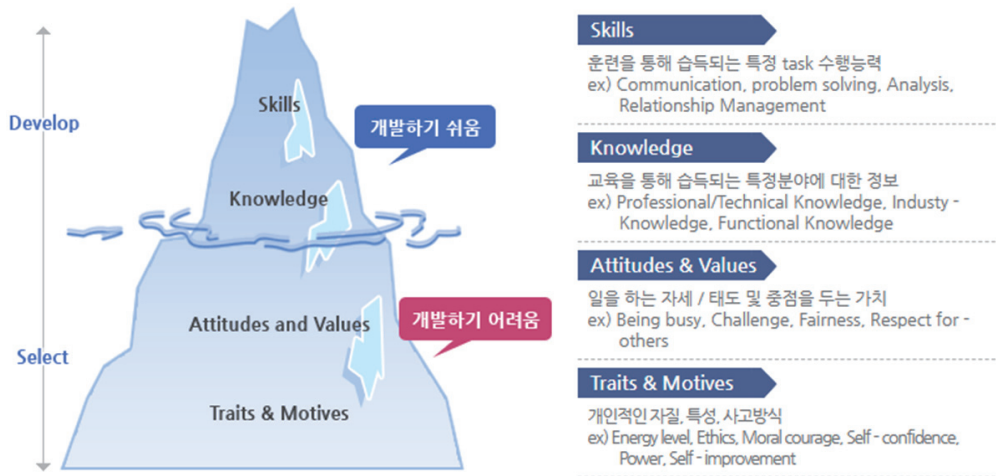 Develop
Select
Skills
Knowledge
Attitudes and Values
Traits & Motives
개발하기 쉬움
개발하기 어려움
Skills
훈련을 통해 습득되는 특정 task 수행능력
ex) Communication, problem solving, Analysis,
Relationship Management
Knowledge
교육을 통해 습득되는 특정분야에 대한 정보
ex) Professional/Technical Knowledge, Industy -
Knowledge, Functional Knowledge
Attitudes & Values
일을 하는 자세 / 태도 및 중점을 두는 가치
ex) Being busy, Challenge, Fairness, Respect for -
others
Traits & Motives
개인적인 자질, 특성, 사고방식
ex) Energy level, Ethics, Moral courage, Self - confidence,
Power, Self - improvement